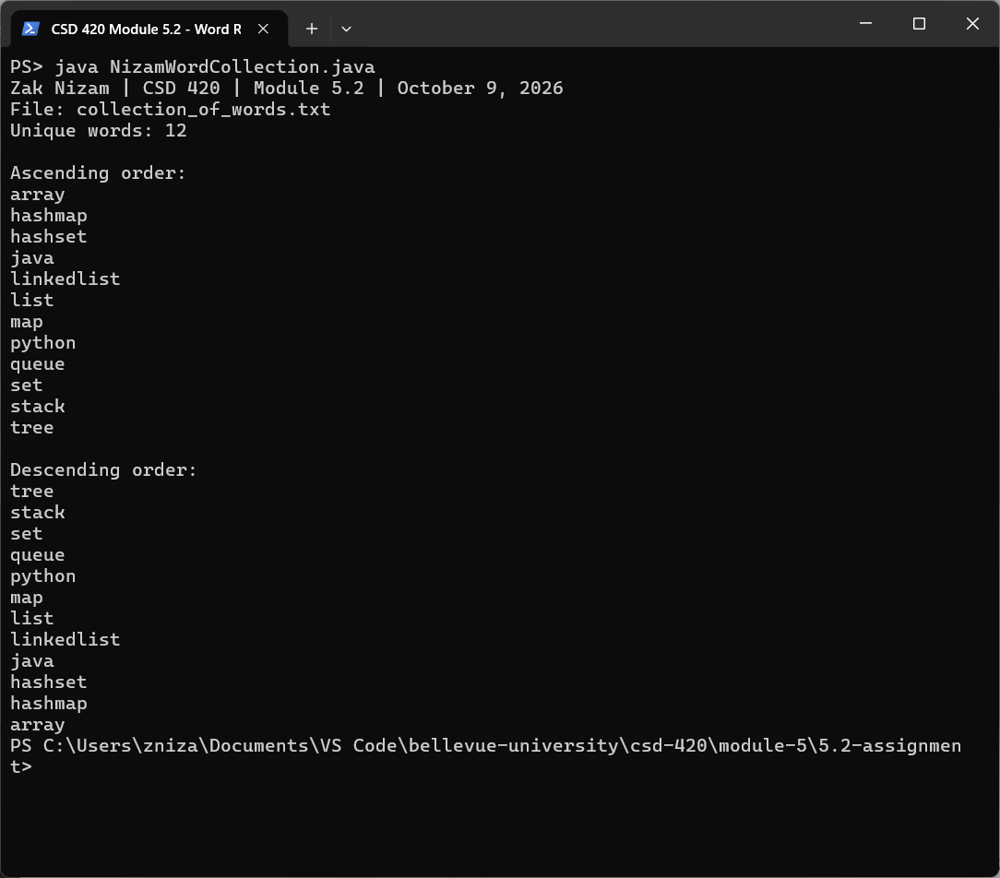 CSD 420 Module 5.2 - Word R
PS> java NizamWordCollection.java
Zak Nizam | CSD 420 | Module 5.2 | October 9, 2026
File: collection_of_words.txt
Unique words: 12
Ascending order:
array
hashmap
hashset
java
linkedlist
list
map
python
queue
set
stack
tree
Descending order:
tree
stack
set
queue
python
map
list
linkedlist
java
hashset
hashmap
array
PS C:\Users\zniza\Documents\VS Code\bellevue-university\csd-420\module-5\5.2-assignmen
t>